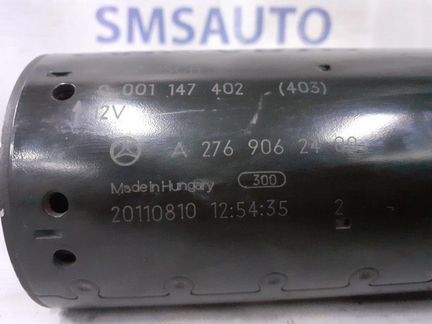 SMSAUTO
0 001 147 402 (403)
12V
A 276 906 24 00
Made in Hungary 300
20110810 12:54:35 2